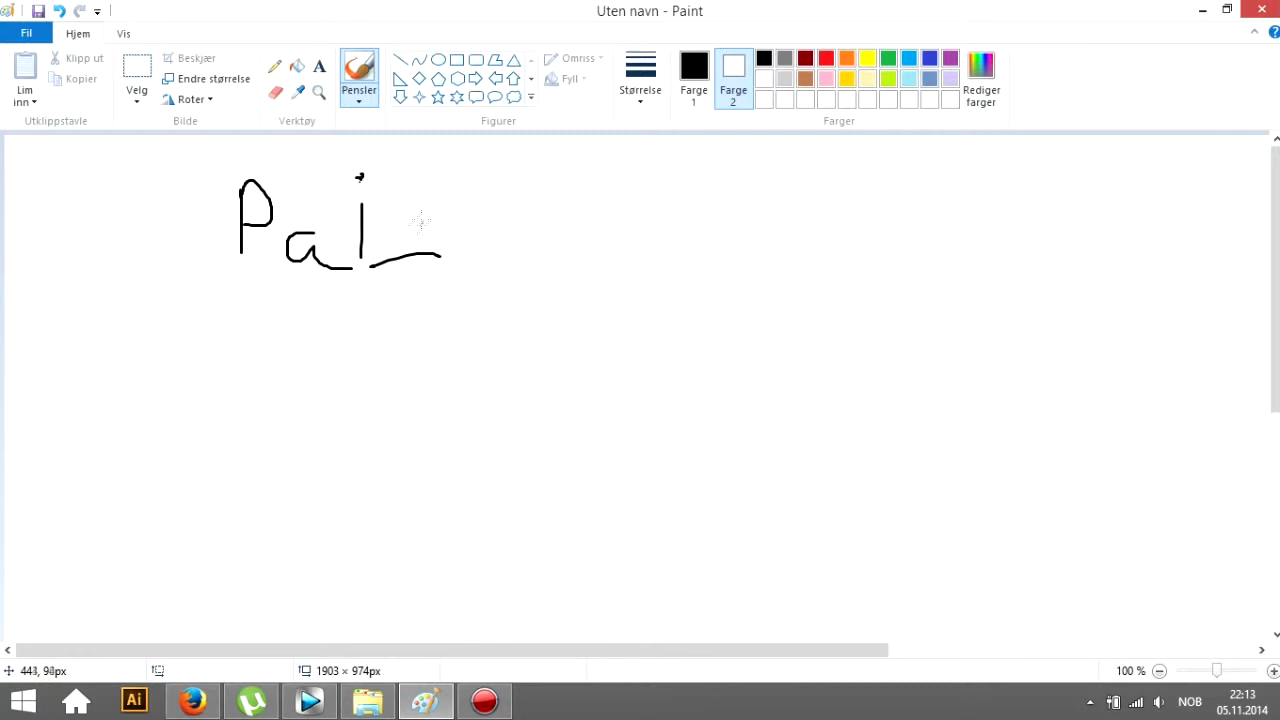 Uten navn - Paint
Fil Hjem Vis
Lim inn
Klipp ut
Kopier
Utklippstavle
Velg
Beskjær
Endre størrelse
Roter
Bilde
A
Verktøy
Pensler
Omriss
Fyll
Figurer
Størrelse
Farge 1
Farge 2
Rediger farger
Farger
Pai
1903 × 974px
100 %
Ai
NOB
22:13
05.11.2014